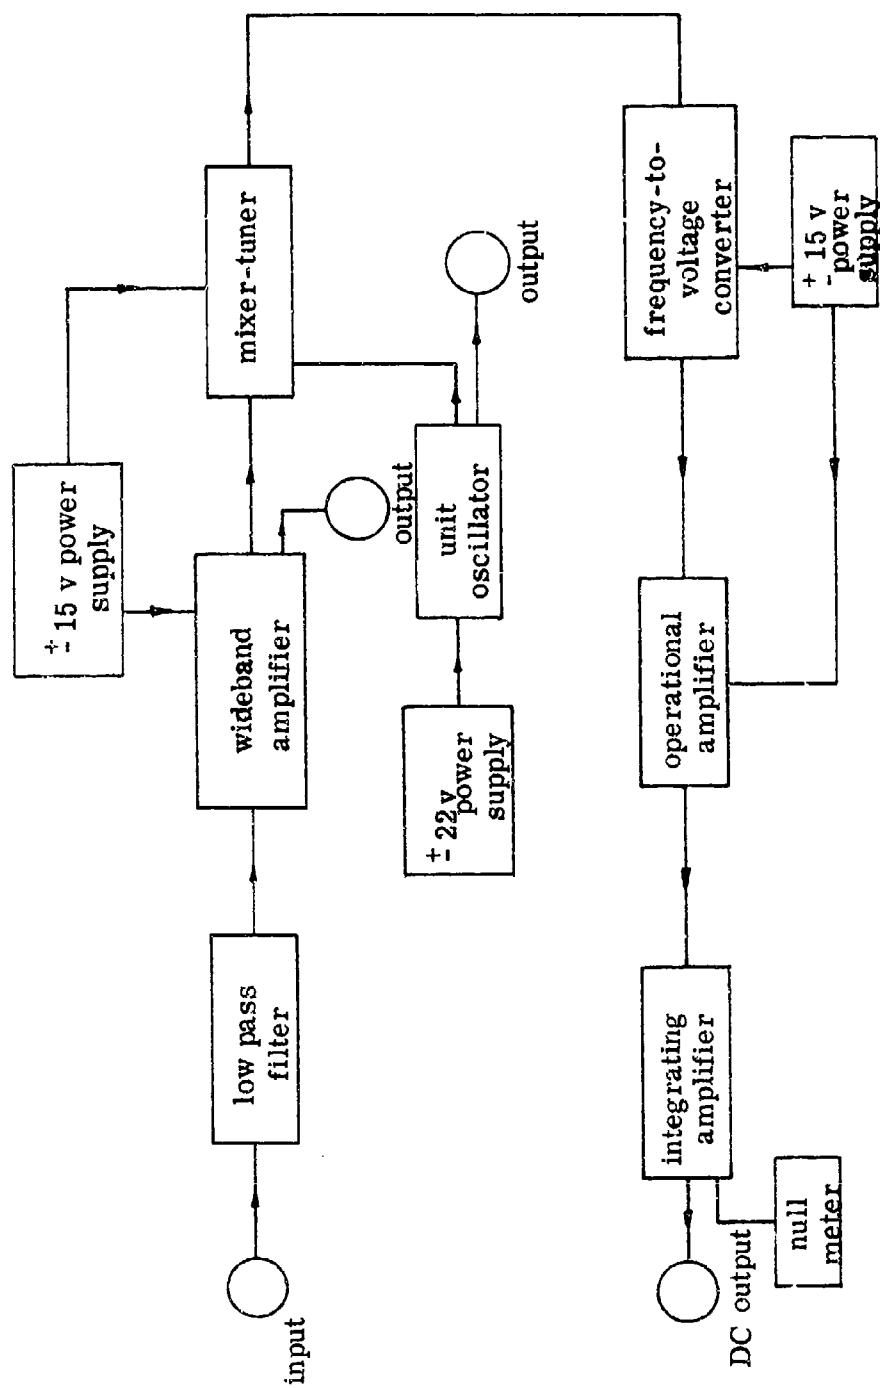 input
low pass
filter
wideband
amplifier
output
± 15 v power
supply
mixer-tuner
± 22 v
power
supply
unit
oscillator
output
frequency-to-
voltage
converter
± 15 v
power
supply
operational
amplifier
integrating
amplifier
DC output
null
meter